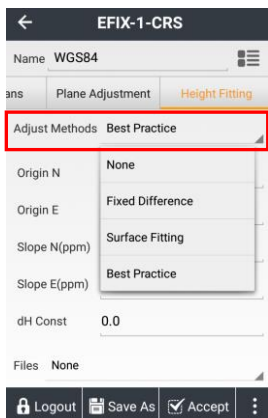 EFIX-1-CRS
Name WGS84
ans Plane Adjustment Height Fitting
Adjust Methods Best Practice
Origin N None
Origin E Fixed Difference
Slope N(ppm) Surface Fitting
Slope E(ppm) Best Practice
dH Const 0.0
Files None
Logout Save As Accept